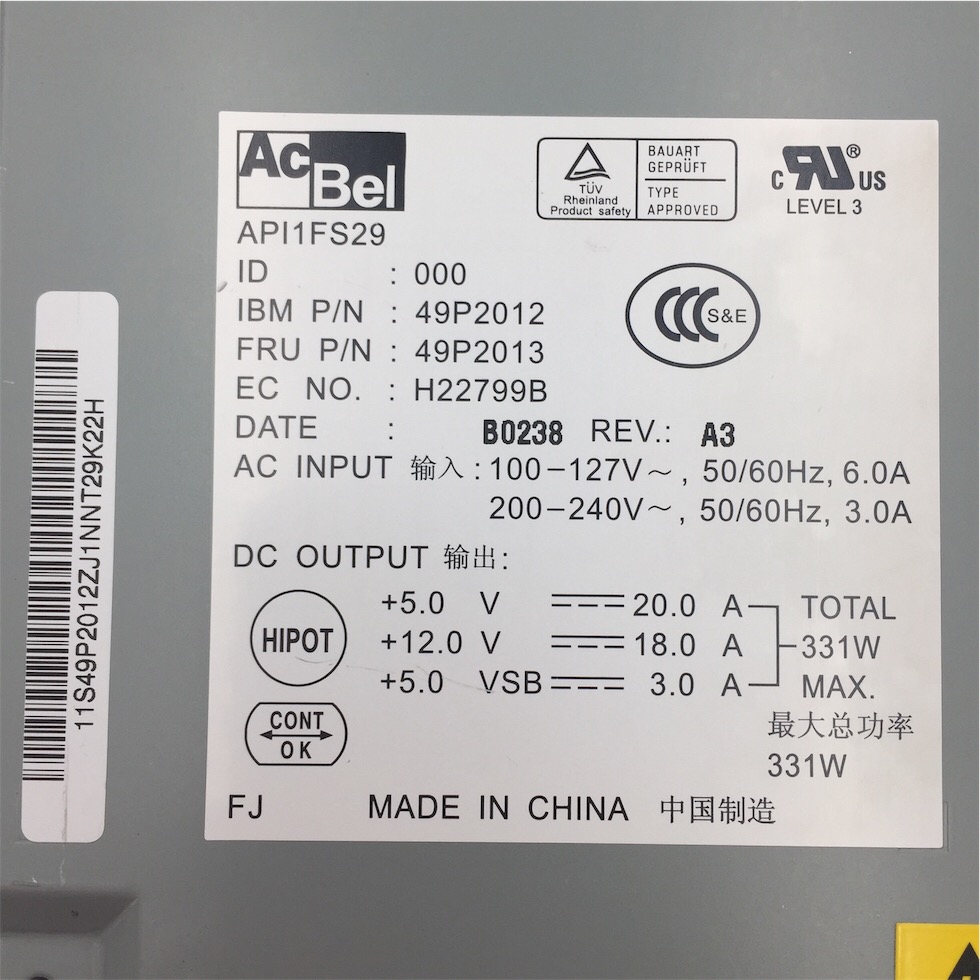 AcBel
TÜV
Rheinland
Product safety
BAUART
GEPRÜFT
TYPE
APPROVED
C US
LEVEL 3
API1FS29
ID : 000
IBM P/N : 49P2012
FRU P/N : 49P2013
EC NO. : H22799B
S&E
DATE : B0238 REV.: A3
AC INPUT 输入 : 100-127V~, 50/60Hz, 6.0A
200-240V~, 50/60Hz, 3.0A
DC OUTPUT 输出:
HIPOT
+5.0 V 20.0 A TOTAL
+12.0 V 18.0 A 331W
+5.0 VSB 3.0 A MAX.
最大总功率
331W
CONT
OK
FJ MADE IN CHINA 中国制造
11S49P2012ZJ1NNT29K22H